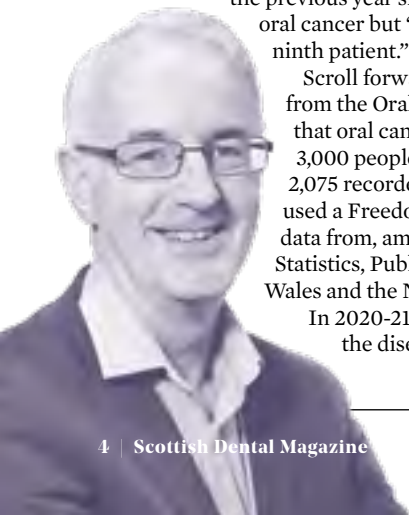 the previous year s
oral cancer but “
ninth patient.”
Scroll forw
from the Oral
that oral can
3,000 people
2,075 recorde
used a Freedo
data from, am
Statistics, Publ
Wales and the N
In 2020-21
the dise
4 | Scottish Dental Magazine